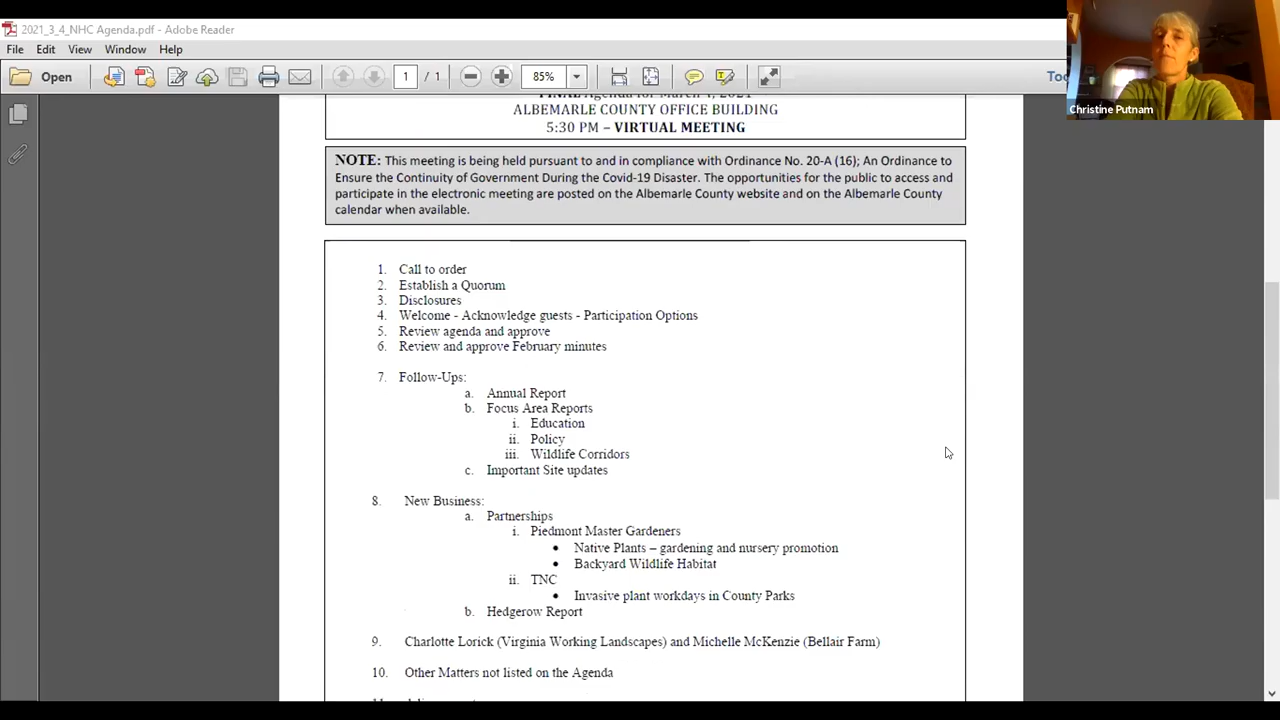 2021_3_4_NHC Agenda.pdf - Adobe Reader
File Edit View Window Help
Open 1 / 1 85%
Christine Putnam
ALBEMARLE COUNTY OFFICE BUILDING
5:30 PM – VIRTUAL MEETING
NOTE: This meeting is being held pursuant to and in compliance with Ordinance No. 20-A (16); An Ordinance to
Ensure the Continuity of Government During the Covid-19 Disaster. The opportunities for the public to access and
participate in the electronic meeting are posted on the Albemarle County website and on the Albemarle County
calendar when available.
1. Call to order
2. Establish a Quorum
3. Disclosures
4. Welcome - Acknowledge guests - Participation Options
5. Review agenda and approve
6. Review and approve February minutes
7. Follow-Ups:
a. Annual Report
b. Focus Area Reports
i. Education
ii. Policy
iii. Wildlife Corridors
c. Important Site updates
8. New Business:
a. Partnerships
i. Piedmont Master Gardeners
• Native Plants – gardening and nursery promotion
• Backyard Wildlife Habitat
ii. TNC
• Invasive plant workdays in County Parks
b. Hedgerow Report
9. Charlotte Lorick (Virginia Working Landscapes) and Michelle McKenzie (Bellair Farm)
10. Other Matters not listed on the Agenda